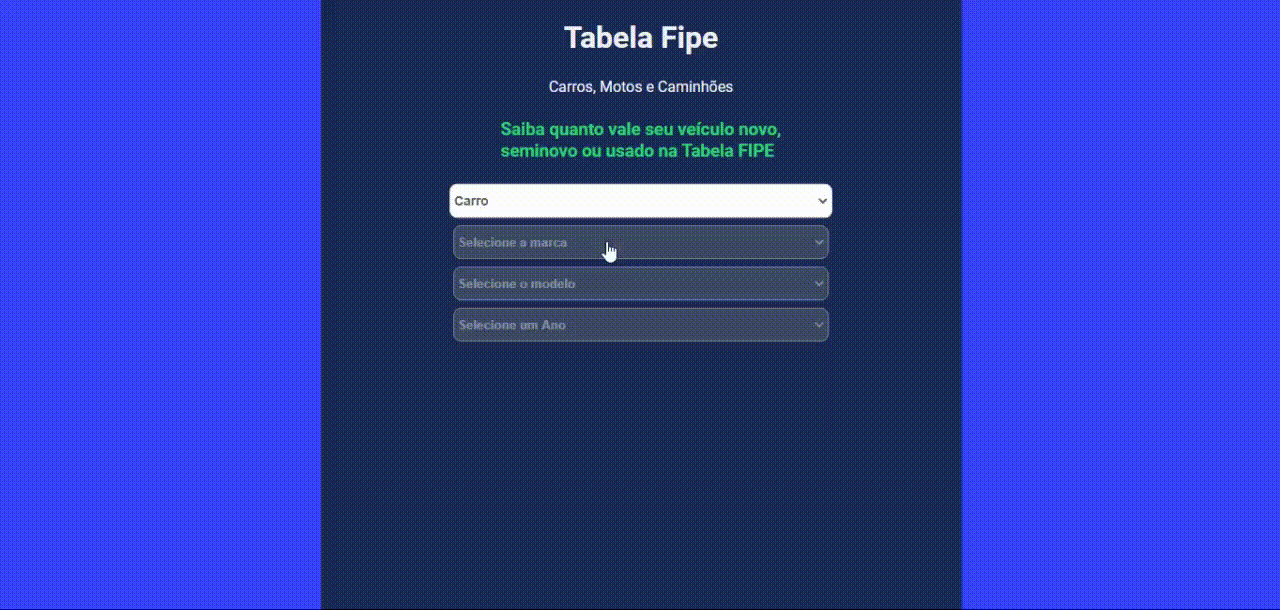 Tabela Fipe
Carros, Motos e Caminhões
Saiba quanto vale seu veículo novo,
seminovo ou usado na Tabela FIPE
Carro
Selecione a marca
Selecione o modelo
Selecione um Ano